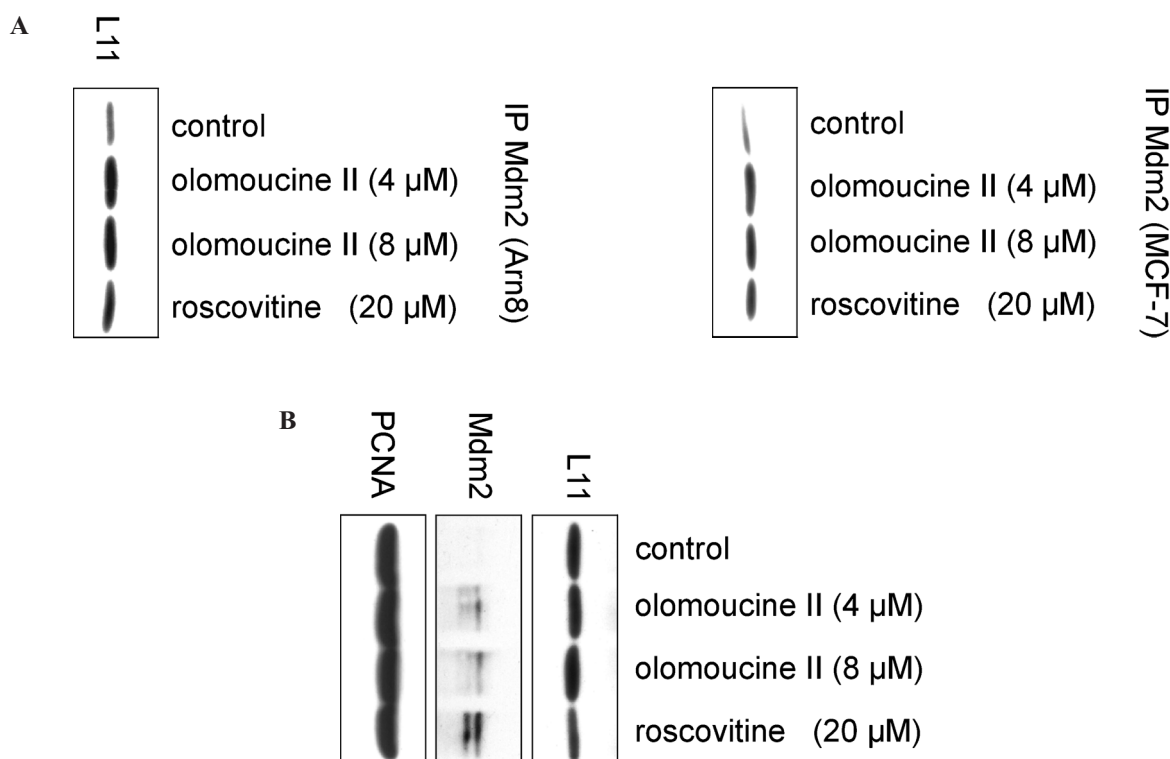 A
L11
control
olomoucine II (4 µM)
olomoucine II (8 µM)
roscovitine (20 µM)
IP Mdm2 (Arn8)
control
olomoucine II (4 µM)
olomoucine II (8 µM)
roscovitine (20 µM)
IP Mdm2 (MCF-7)
B
PCNA
Mdm2
L11
control
olomoucine II (4 µM)
olomoucine II (8 µM)
roscovitine (20 µM)